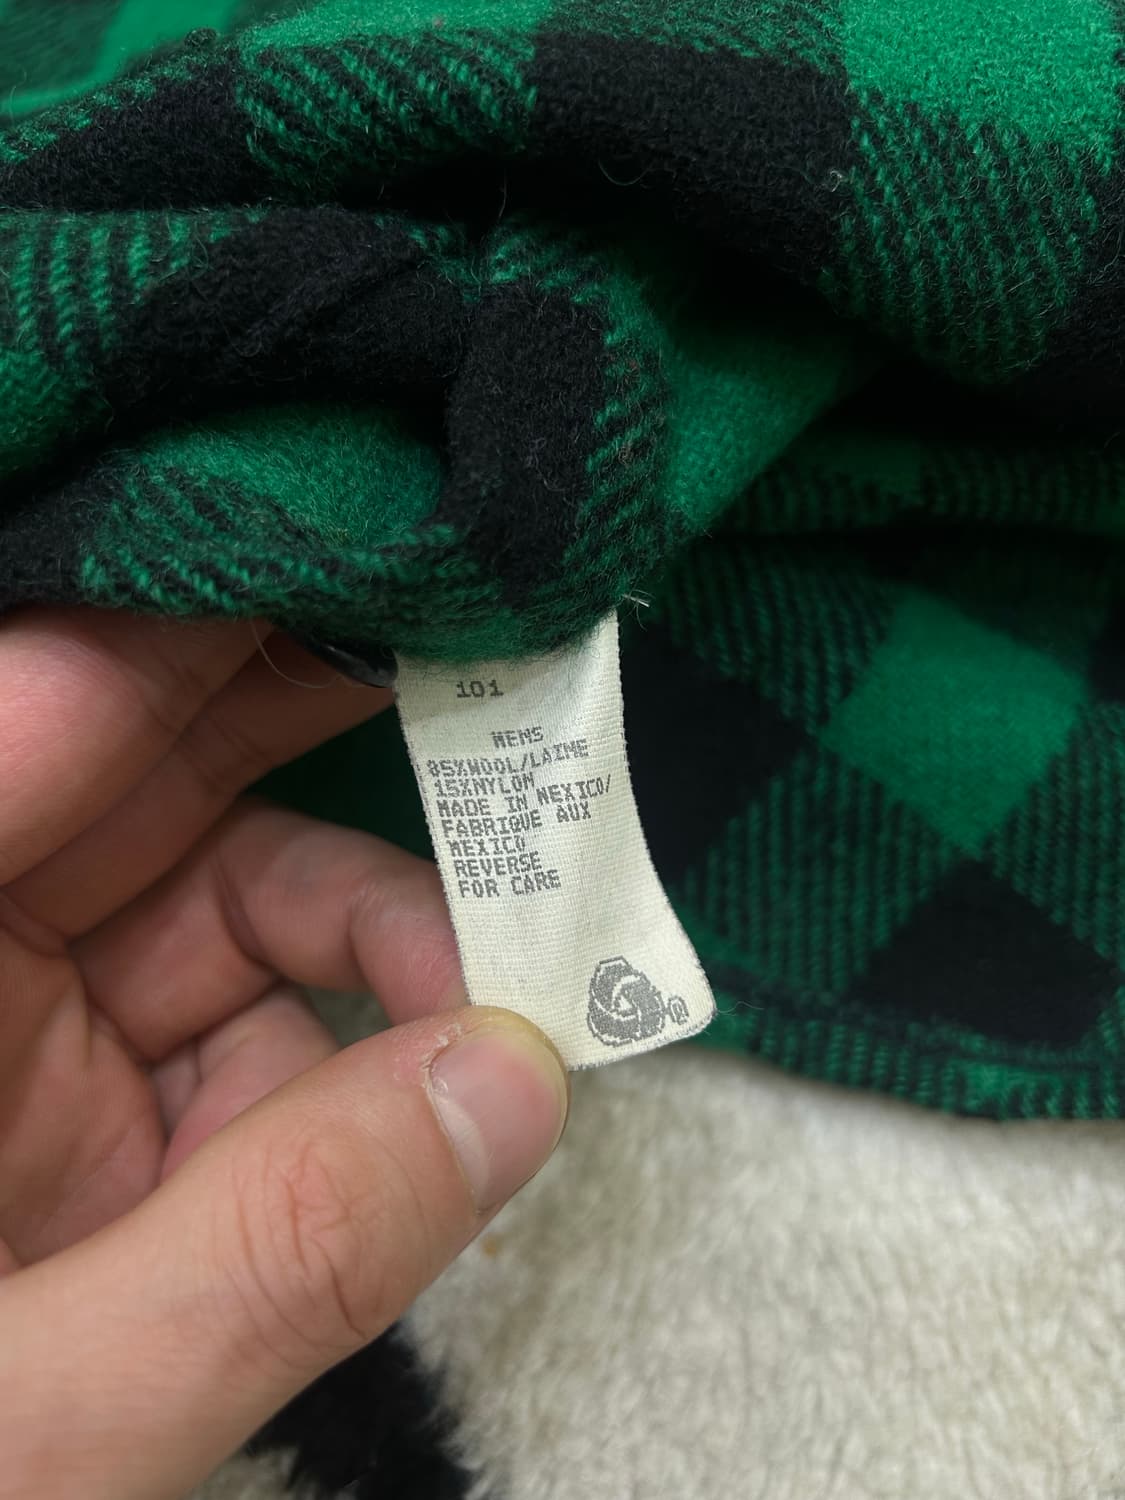 101
MENS
85%WOOL/LAINE
15%NYLON
MADE IN MEXICO/
FABRIQUE AUX
MEXICO
REVERSE
FOR CARE
®